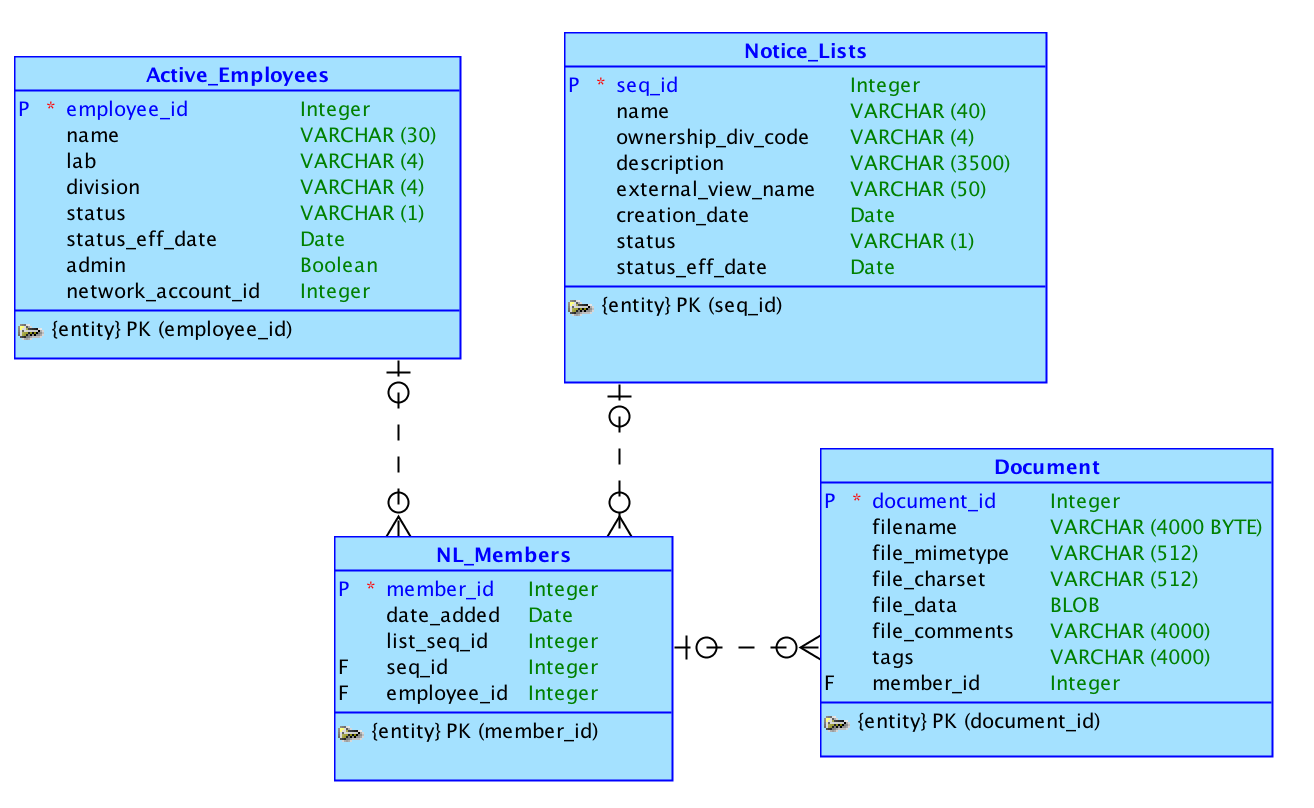 Active_Employees
P * employee_id Integer
name VARCHAR (30)
lab VARCHAR (4)
division VARCHAR (4)
status VARCHAR (1)
status_eff_date Date
admin Boolean
network_account_id Integer
{entity} PK (employee_id)
Notice_Lists
P * seq_id Integer
name VARCHAR (40)
ownership_div_code VARCHAR (4)
description VARCHAR (3500)
external_view_name VARCHAR (50)
creation_date Date
status VARCHAR (1)
status_eff_date Date
{entity} PK (seq_id)
NL_Members
P * member_id Integer
date_added Date
list_seq_id Integer
F seq_id Integer
F employee_id Integer
{entity} PK (member_id)
Document
P * document_id Integer
filename VARCHAR (4000 BYTE)
file_mimetype VARCHAR (512)
file_charset VARCHAR (512)
file_data BLOB
file_comments VARCHAR (4000)
tags VARCHAR (4000)
F member_id Integer
{entity} PK (document_id)